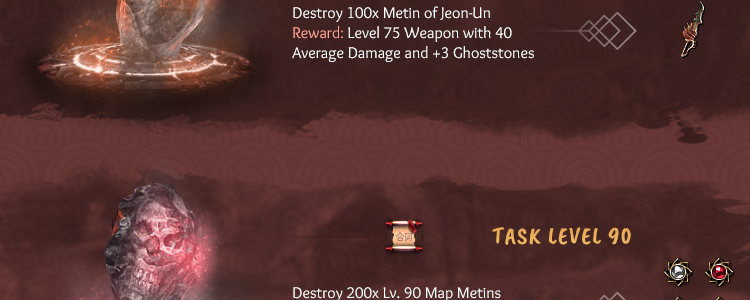 Destroy 100x Metin of Jeon-Un
Reward: Level 75 Weapon with 40
Average Damage and +3 Ghoststones
TASK LEVEL 90
Destroy 200x Lv. 90 Map Metins